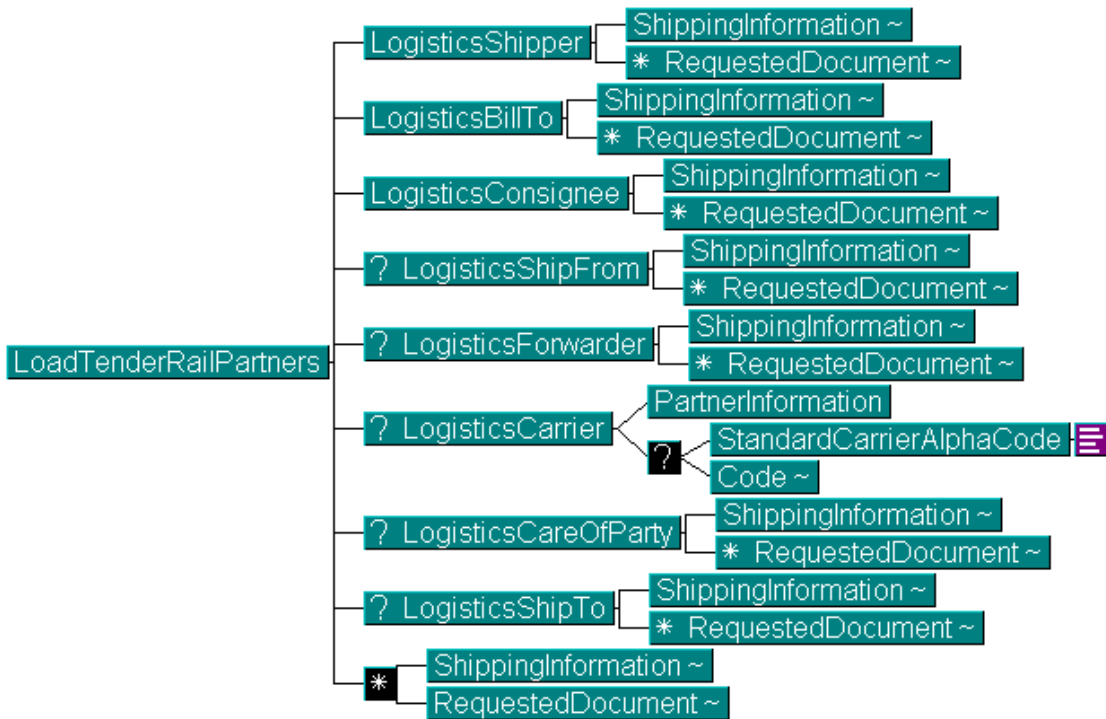 LoadTenderRailPartners
LogisticsShipper
ShippingInformation ~
* RequestedDocument ~
LogisticsBillTo
ShippingInformation ~
* RequestedDocument ~
LogisticsConsignee
ShippingInformation ~
* RequestedDocument ~
? LogisticsShipFrom
ShippingInformation ~
* RequestedDocument ~
? LogisticsForwarder
ShippingInformation ~
* RequestedDocument ~
? LogisticsCarrier
PartnerInformation
?
StandardCarrierAlphaCode
Code ~
? LogisticsCareOfParty
ShippingInformation ~
* RequestedDocument ~
? LogisticsShipTo
ShippingInformation ~
* RequestedDocument ~
*
ShippingInformation ~
RequestedDocument ~